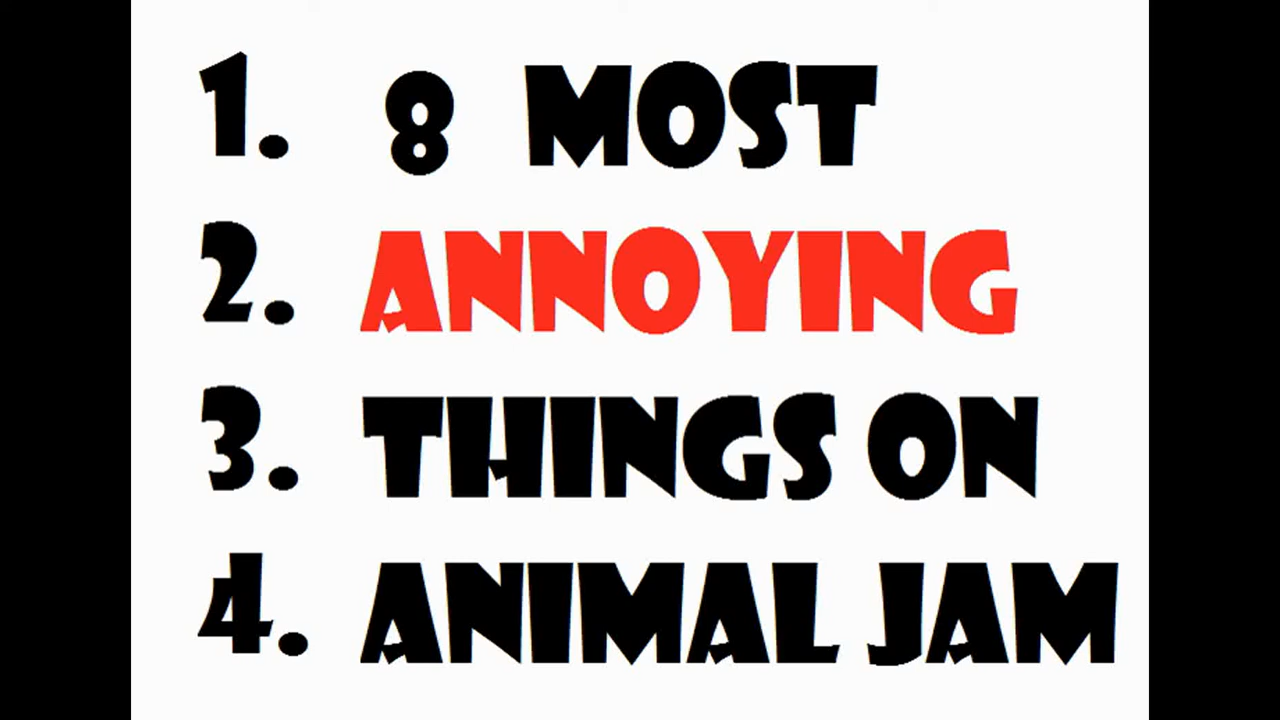 1. 8 MOST
2. ANNOYING
3. THINGS ON
4. ANIMAL JAM